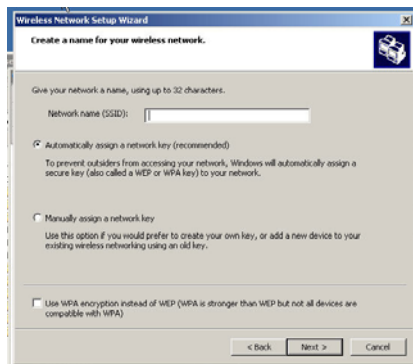 Wireless Network Setup Wizard
Create a name for your wireless network.
Give your network a name, using up to 32 characters.
Network name (SSID):
Automatically assign a network key (recommended)
To prevent outsiders from accessing your network, Windows will automatically assign a
secure key (also called a WEP or WPA key) to your network.
Manually assign a network key
Use this option if you would prefer to create your own key, or add a new device to your
existing wireless networking using an old key.
Use WPA encryption instead of WEP (WPA is stronger than WEP but not all devices are
compatible with WPA)
< Back
Next >
Cancel